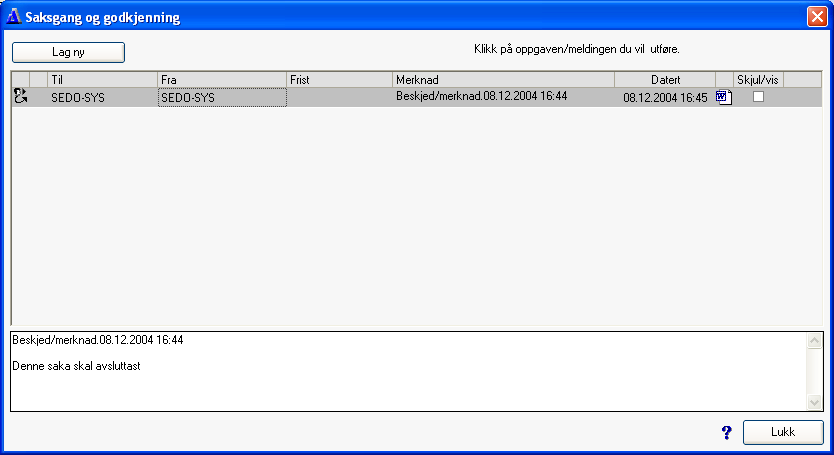 Saksgang og godkjenning
Lag ny
Klikk på oppgaven/meldingen du vil utføre.
Til Fra Frist Merknad Datert Skjul/vis
SEDO-SYS SEDO-SYS Beskjed/merknad.08.12.2004 16:44 08.12.2004 16:45
Beskjed/merknad.08.12.2004 16:44
Denne saka skal avsluttast
? Lukk